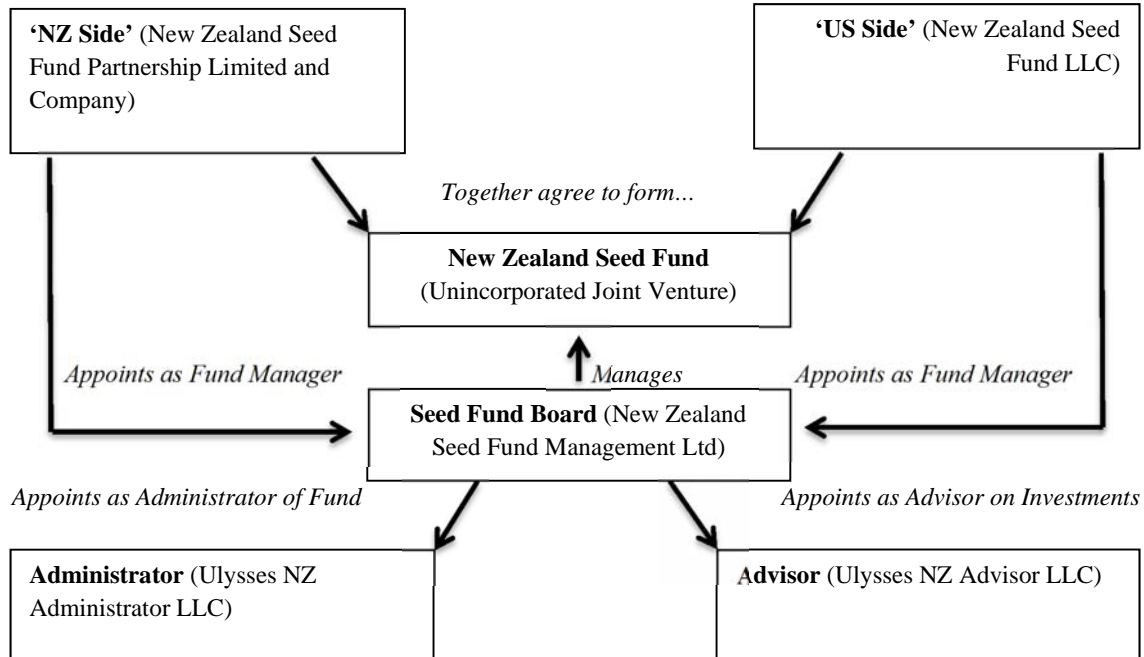 ‘NZ Side’ (New Zealand Seed
Fund Partnership Limited and
Company)
‘US Side’ (New Zealand Seed
Fund LLC)
Together agree to form...
New Zealand Seed Fund
(Unincorporated Joint Venture)
Appoints as Fund Manager
Manages
Appoints as Fund Manager
Seed Fund Board (New Zealand
Seed Fund Management Ltd)
Appoints as Administrator of Fund
Appoints as Advisor on Investments
Administrator (Ulysses NZ
Administrator LLC)
Advisor (Ulysses NZ Advisor LLC)